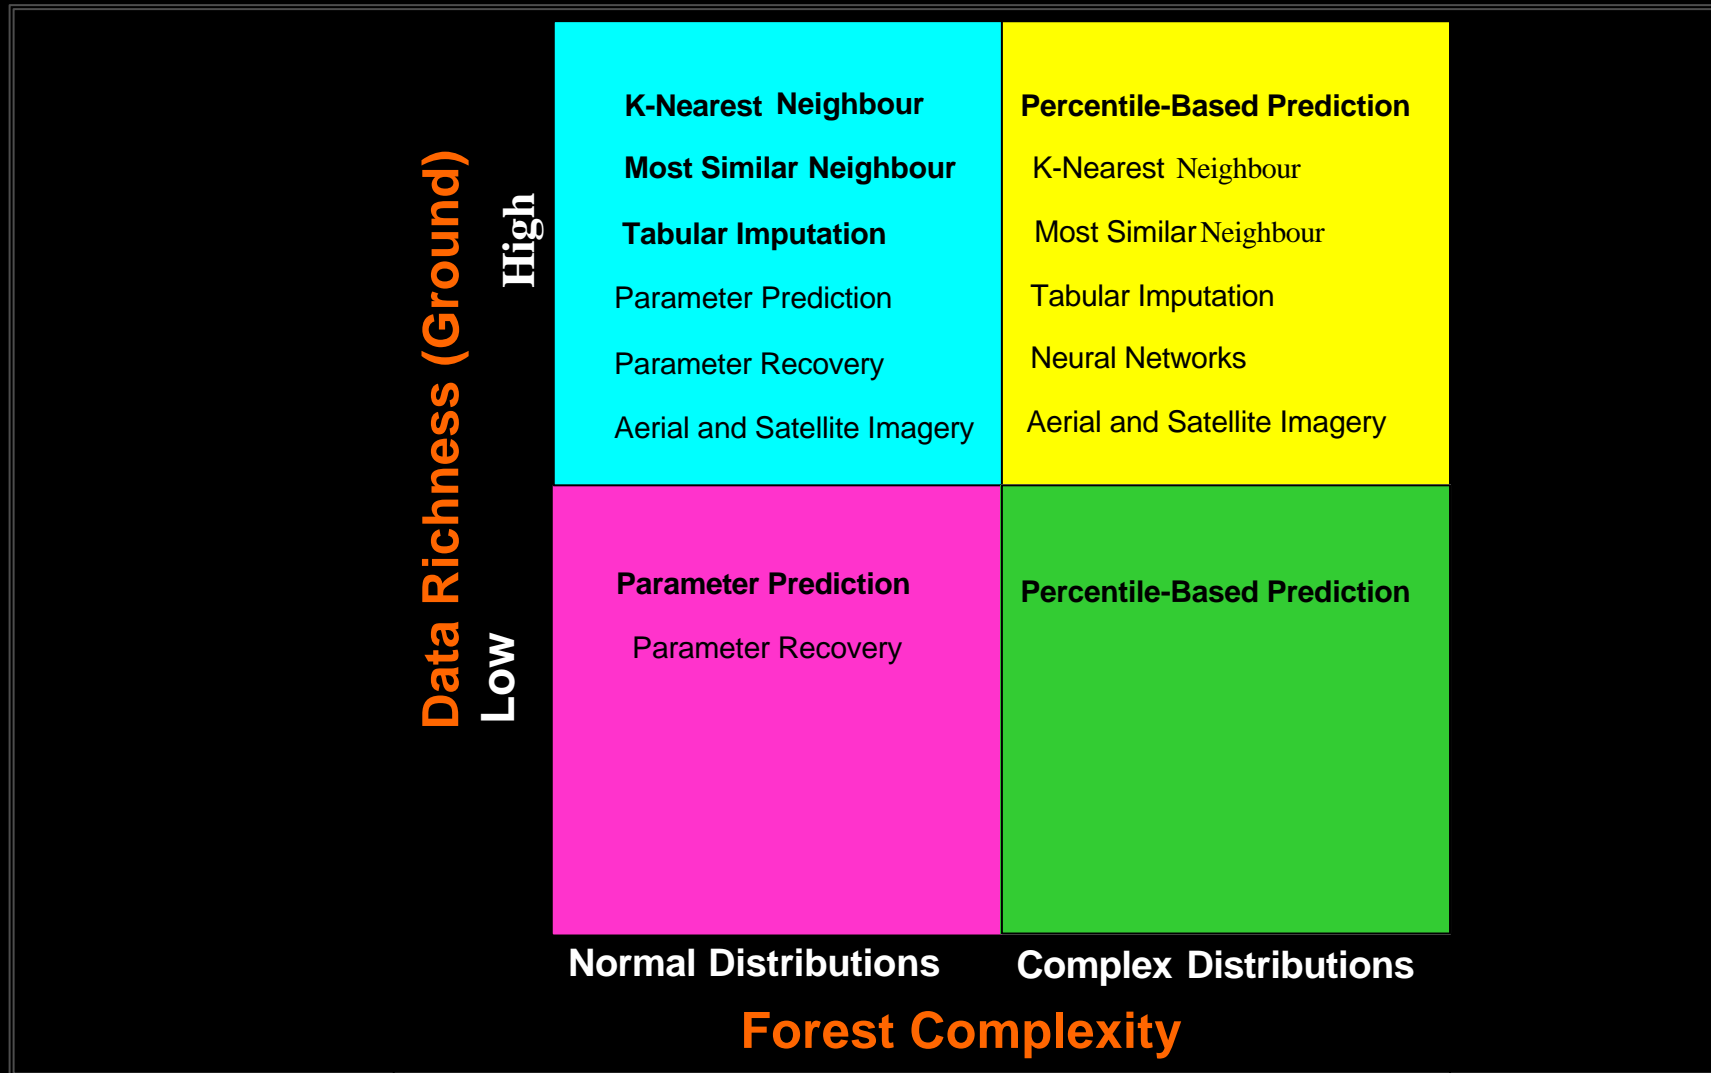 Data Richness (Ground)
High
K-Nearest Neighbour
Most Similar Neighbour
Tabular Imputation
Parameter Prediction
Parameter Recovery
Aerial and Satellite Imagery
Percentile-Based Prediction
K-Nearest Neighbour
Most Similar Neighbour
Tabular Imputation
Neural Networks
Aerial and Satellite Imagery
Low
Parameter Prediction
Parameter Recovery
Percentile-Based Prediction
Normal Distributions
Complex Distributions
Forest Complexity